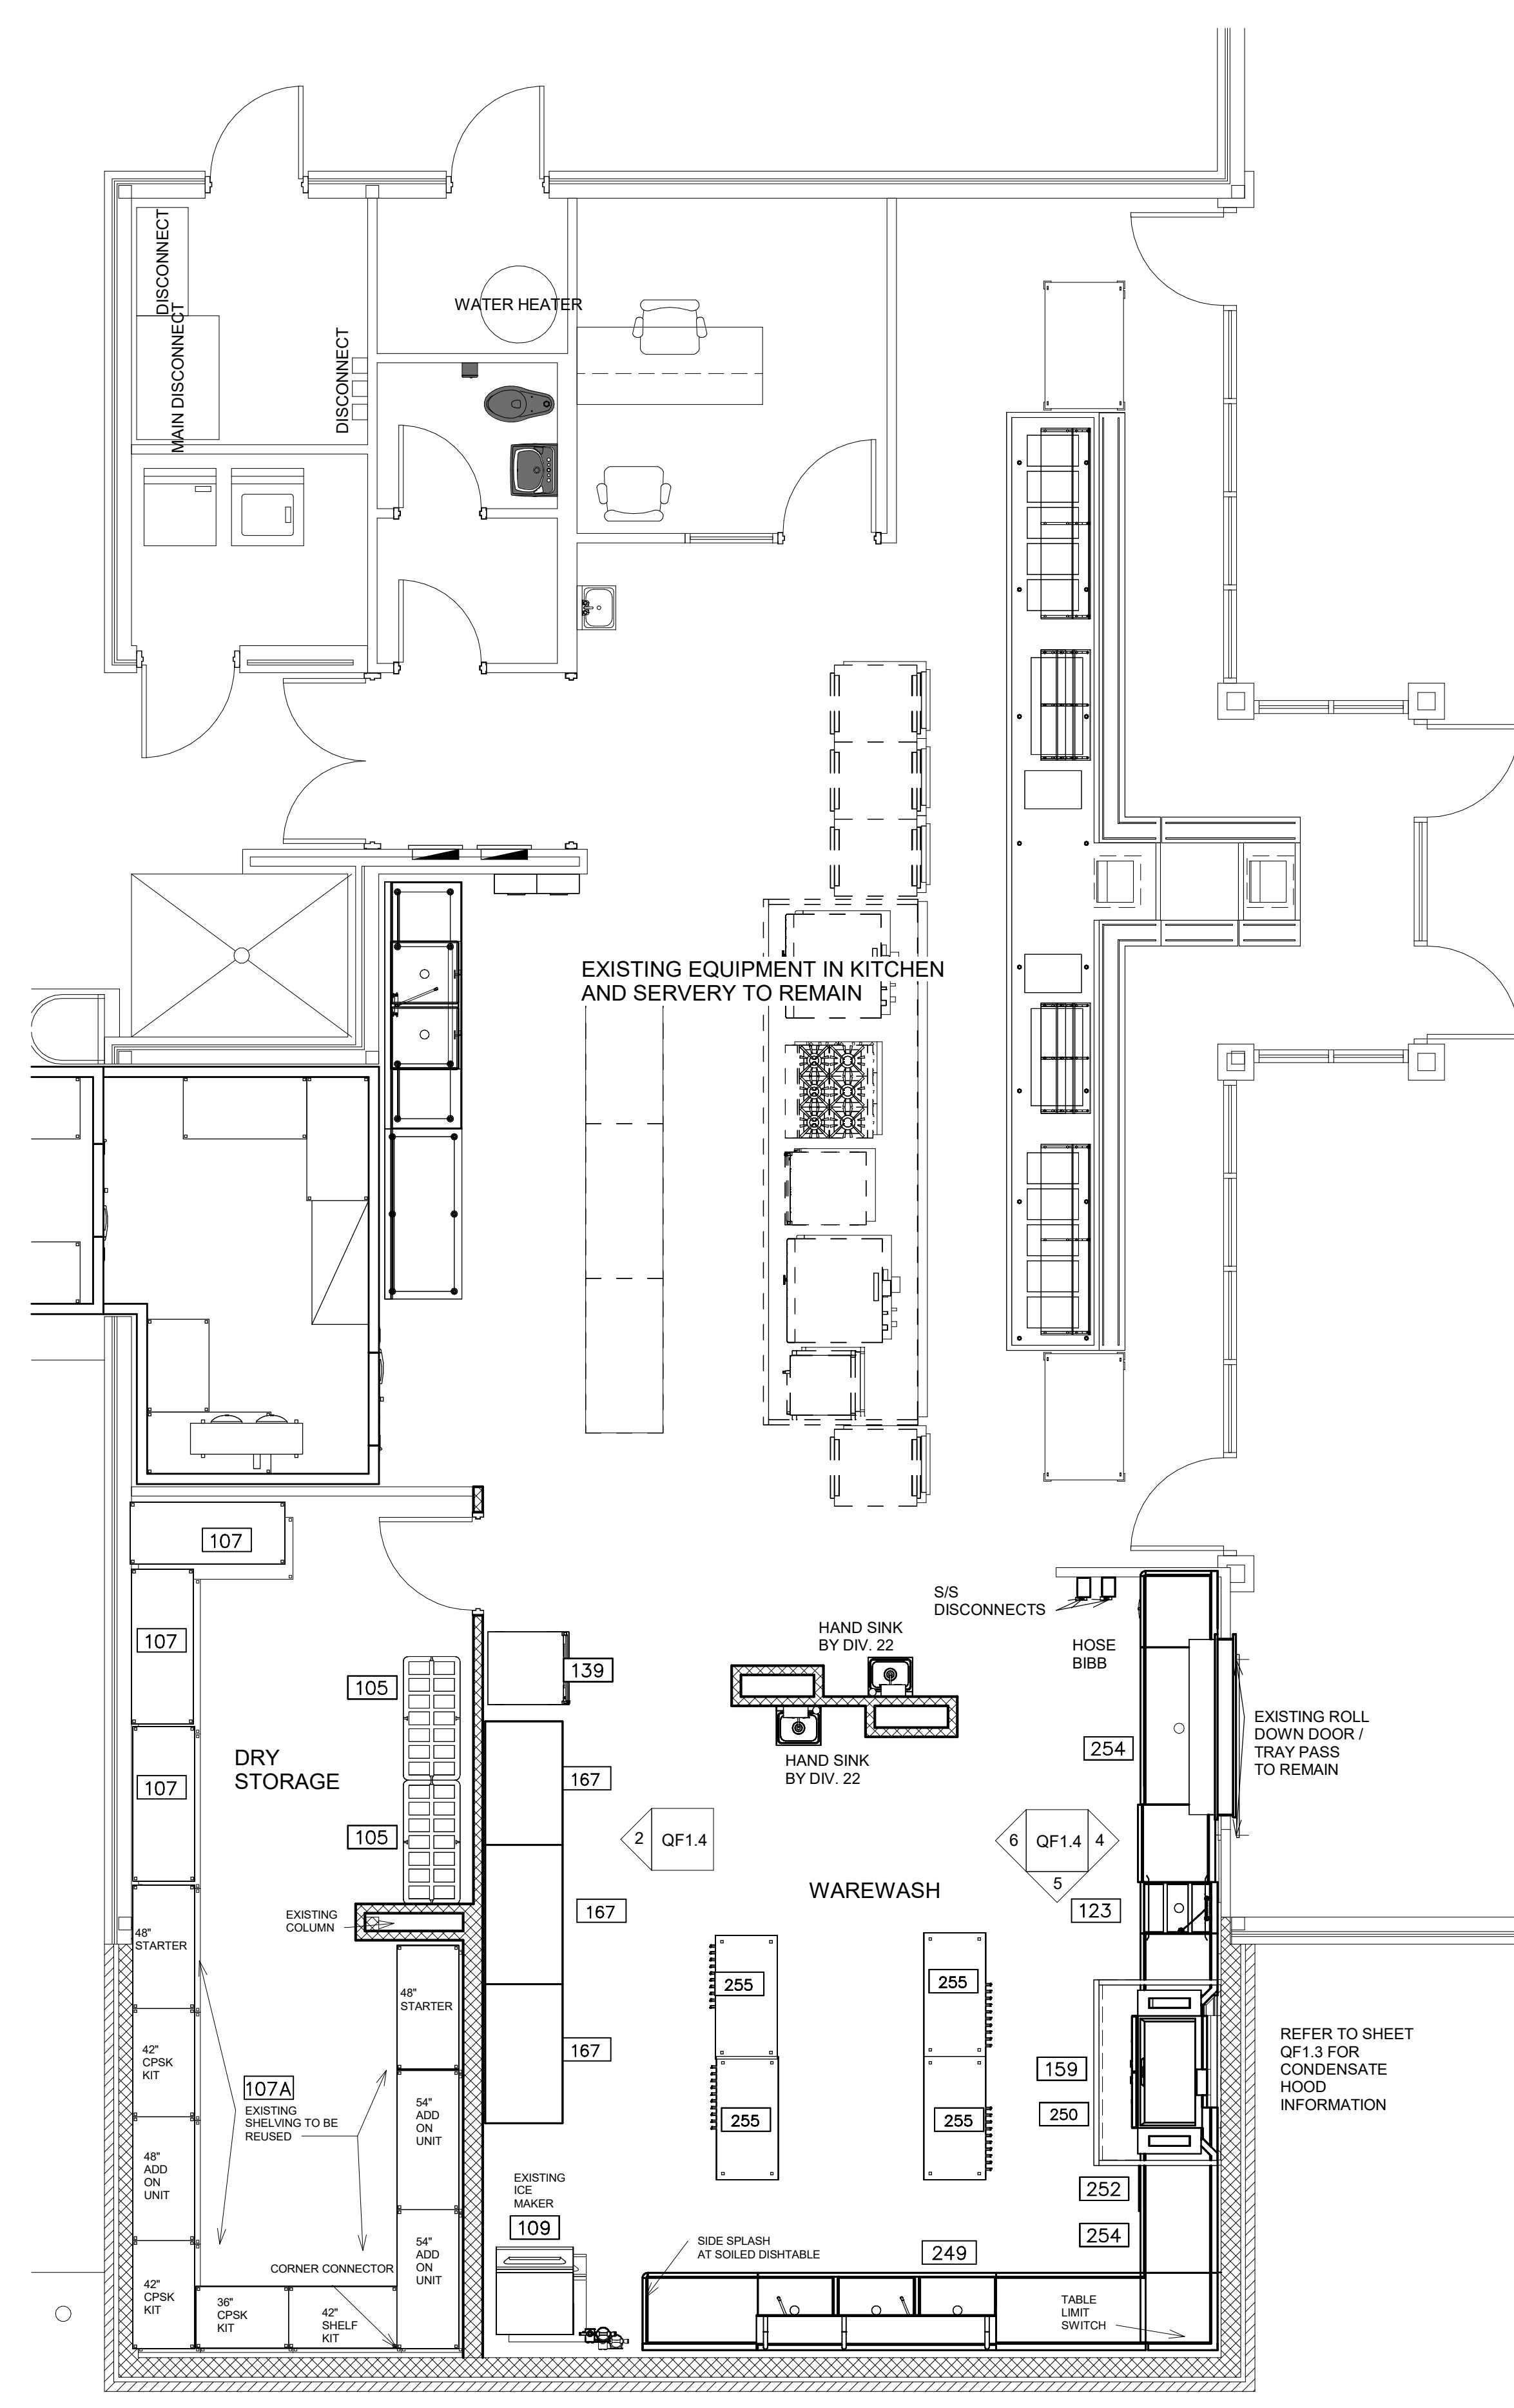 DISCONNECT
MAIN DISCONNECT
DISCONNECT
WATER HEATER
EXISTING EQUIPMENT IN KITCHEN
AND SERVERY TO REMAIN
107
107
107
105
105
DRY
STORAGE
139
167
167
167
HAND SINK
BY DIV. 22
HAND SINK
BY DIV. 22
S/S
DISCONNECTS
HOSE
BIBB
254
EXISTING ROLL
DOWN DOOR /
TRAY PASS
TO REMAIN
2
QF1.4
6
QF1.4
4
5
WAREWASH
123
EXISTING
COLUMN
48"
STARTER
48"
STARTER
42"
CPSK
KIT
107A
EXISTING
SHELVING TO BE
REUSED
54"
ADD
ON
UNIT
48"
ADD
ON
UNIT
54"
ADD
ON
UNIT
42"
CPSK
KIT
36"
CPSK
KIT
42"
SHELF
KIT
CORNER CONNECTOR
255
255
255
255
159
250
252
254
REFER TO SHEET
QF1.3 FOR
CONDENSATE
HOOD
INFORMATION
EXISTING
ICE
MAKER
109
SIDE SPLASH
AT SOILED DISHTABLE
249
TABLE
LIMIT
SWITCH